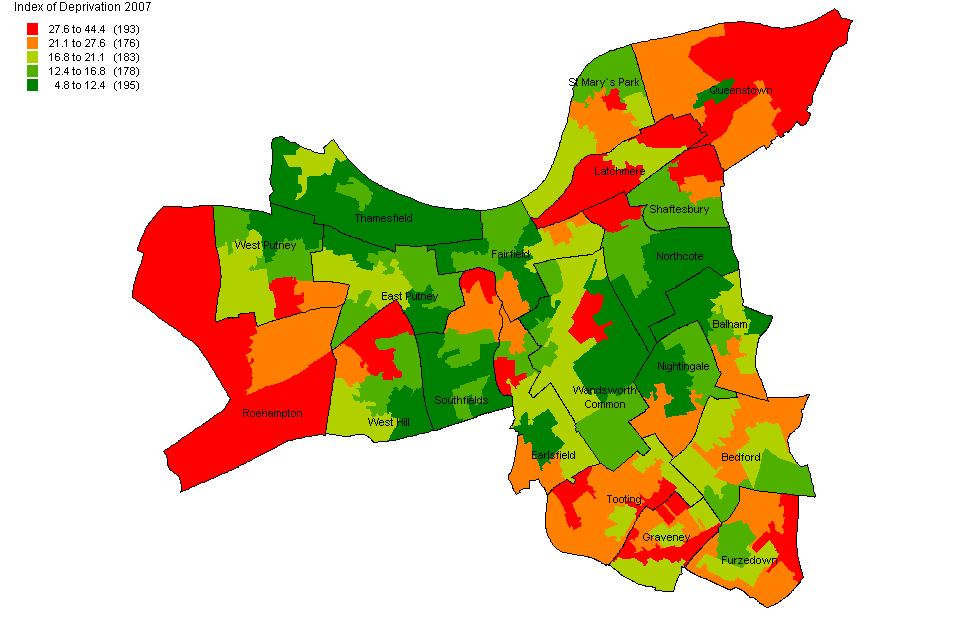 Index of Deprivation 2007
27.6 to 44.4 (193)
21.1 to 27.6 (176)
16.8 to 21.1 (183)
12.4 to 16.8 (178)
4.8 to 12.4 (195)
St Mary`s Park
Queenstown
Latchmere
Shaftesbury
Thamesfield
West Putney
Fairfield
Northcote
East Putney
Balham
Nightingale
Wandsworth
Common
Southfields
Roehampton
West Hill
Earlsfield
Bedford
Tooting
Graveney
Furzedown